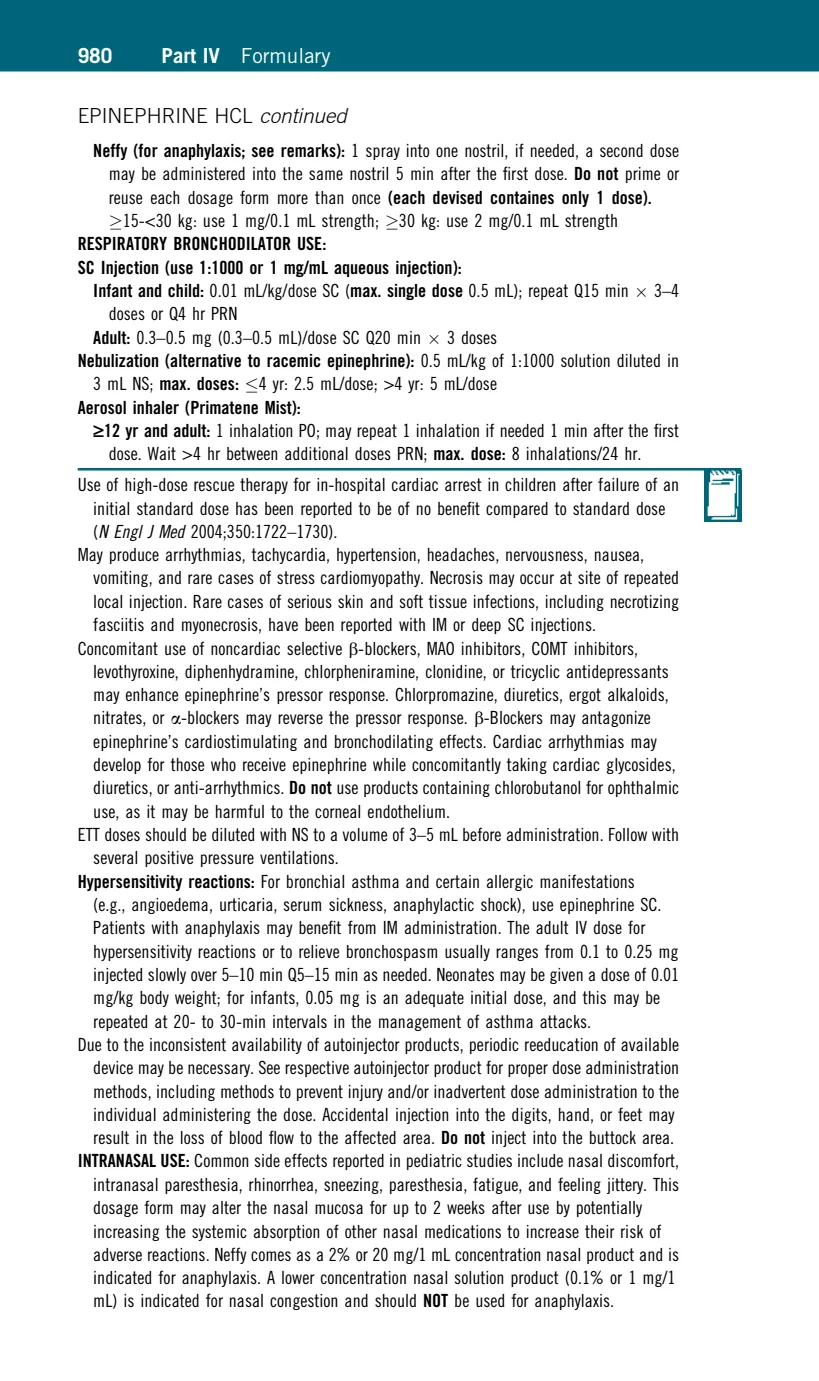 980 Part IV Formulary
EPINEPHRINE HCL continued
Neffy (for anaphylaxis; see remarks): 1 spray into one nostril, if needed, a second dose
may be administered into the same nostril 5 min after the first dose. Do not prime or
reuse each dosage form more than once (each devised containes only 1 dose).
≥15-<30 kg: use 1 mg/0.1 mL strength; ≥30 kg: use 2 mg/0.1 mL strength
RESPIRATORY BRONCHODILATOR USE:
SC Injection (use 1:1000 or 1 mg/mL aqueous injection):
Infant and child: 0.01 mL/kg/dose SC (max. single dose 0.5 mL); repeat Q15 min × 3–4
doses or Q4 hr PRN
Adult: 0.3–0.5 mg (0.3–0.5 mL)/dose SC Q20 min × 3 doses
Nebulization (alternative to racemic epinephrine): 0.5 mL/kg of 1:1000 solution diluted in
3 mL NS; max. doses: ≤4 yr: 2.5 mL/dose; >4 yr: 5 mL/dose
Aerosol inhaler (Primatene Mist):
≥12 yr and adult: 1 inhalation PO; may repeat 1 inhalation if needed 1 min after the first
dose. Wait >4 hr between additional doses PRN; max. dose: 8 inhalations/24 hr.
Use of high-dose rescue therapy for in-hospital cardiac arrest in children after failure of an
initial standard dose has been reported to be of no benefit compared to standard dose
(N Engl J Med 2004;350:1722–1730).
May produce arrhythmias, tachycardia, hypertension, headaches, nervousness, nausea,
vomiting, and rare cases of stress cardiomyopathy. Necrosis may occur at site of repeated
local injection. Rare cases of serious skin and soft tissue infections, including necrotizing
fasciitis and myonecrosis, have been reported with IM or deep SC injections.
Concomitant use of noncardiac selective β-blockers, MAO inhibitors, COMT inhibitors,
levothyroxine, diphenhydramine, chlorpheniramine, clonidine, or tricyclic antidepressants
may enhance epinephrine's pressor response. Chlorpromazine, diuretics, ergot alkaloids,
nitrates, or α-blockers may reverse the pressor response. β-Blockers may antagonize
epinephrine's cardiostimulating and bronchodilating effects. Cardiac arrhythmias may
develop for those who receive epinephrine while concomitantly taking cardiac glycosides,
diuretics, or anti-arrhythmics. Do not use products containing chlorobutanol for ophthalmic
use, as it may be harmful to the corneal endothelium.
ETT doses should be diluted with NS to a volume of 3–5 mL before administration. Follow with
several positive pressure ventilations.
Hypersensitivity reactions: For bronchial asthma and certain allergic manifestations
(e.g., angioedema, urticaria, serum sickness, anaphylactic shock), use epinephrine SC.
Patients with anaphylaxis may benefit from IM administration. The adult IV dose for
hypersensitivity reactions or to relieve bronchospasm usually ranges from 0.1 to 0.25 mg
injected slowly over 5–10 min Q5–15 min as needed. Neonates may be given a dose of 0.01
mg/kg body weight; for infants, 0.05 mg is an adequate initial dose, and this may be
repeated at 20- to 30-min intervals in the management of asthma attacks.
Due to the inconsistent availability of autoinjector products, periodic reeducation of available
device may be necessary. See respective autoinjector product for proper dose administration
methods, including methods to prevent injury and/or inadvertent dose administration to the
individual administering the dose. Accidental injection into the digits, hand, or feet may
result in the loss of blood flow to the affected area. Do not inject into the buttock area.
INTRANASAL USE: Common side effects reported in pediatric studies include nasal discomfort,
intranasal paresthesia, rhinorrhea, sneezing, paresthesia, fatigue, and feeling jittery. This
dosage form may alter the nasal mucosa for up to 2 weeks after use by potentially
increasing the systemic absorption of other nasal medications to increase their risk of
adverse reactions. Neffy comes as a 2% or 20 mg/1 mL concentration nasal product and is
indicated for anaphylaxis. A lower concentration nasal solution product (0.1% or 1 mg/1
mL) is indicated for nasal congestion and should NOT be used for anaphylaxis.